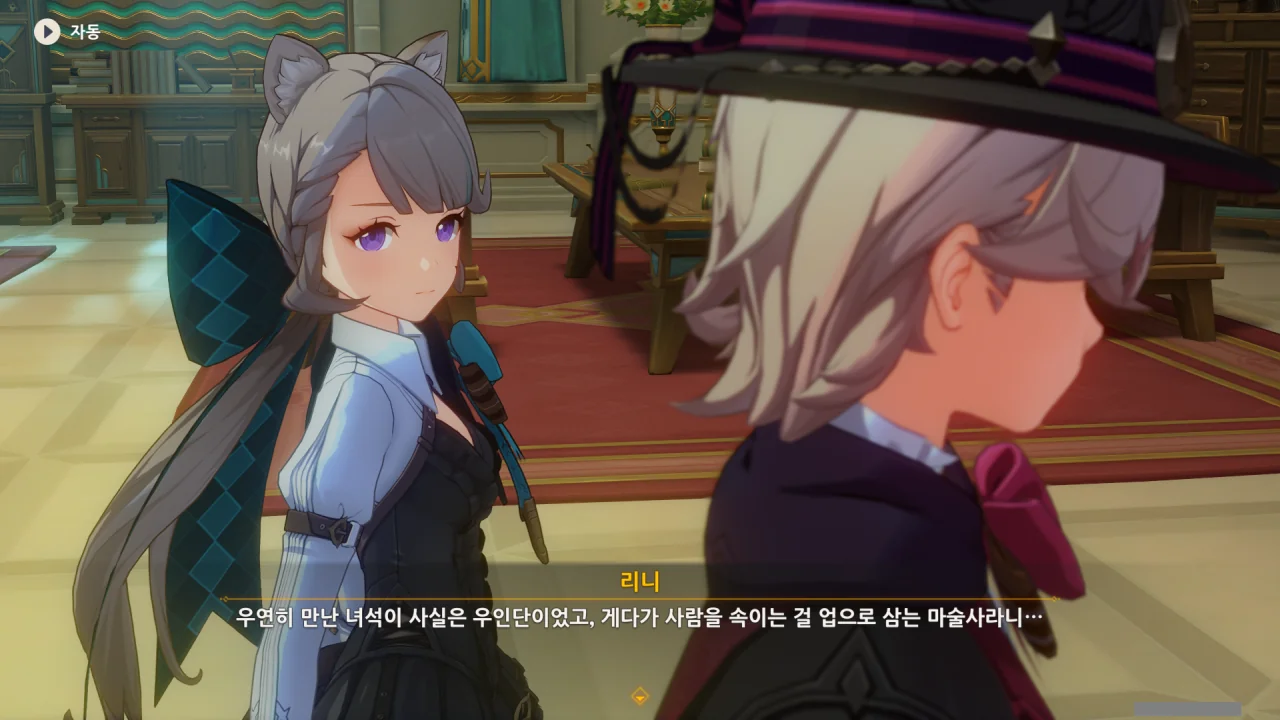 자동
리니
우연히 만난 녀석이 사실은 우인단이었고, 게다가 사람을 속이는 걸 업으로 삼는 마술사라니…